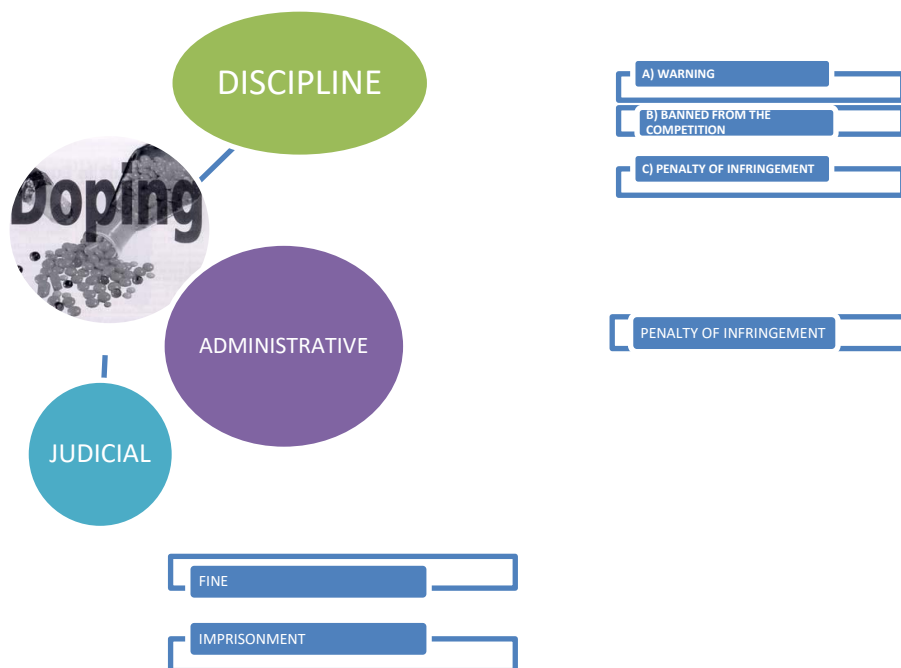 DISCIPLINE
A) WARNING
B) BANNED FROM THE
COMPETITION
C) PENALTY OF INFRINGEMENT
Doping
ADMINISTRATIVE
PENALTY OF INFRINGEMENT
JUDICIAL
FINE
IMPRISONMENT